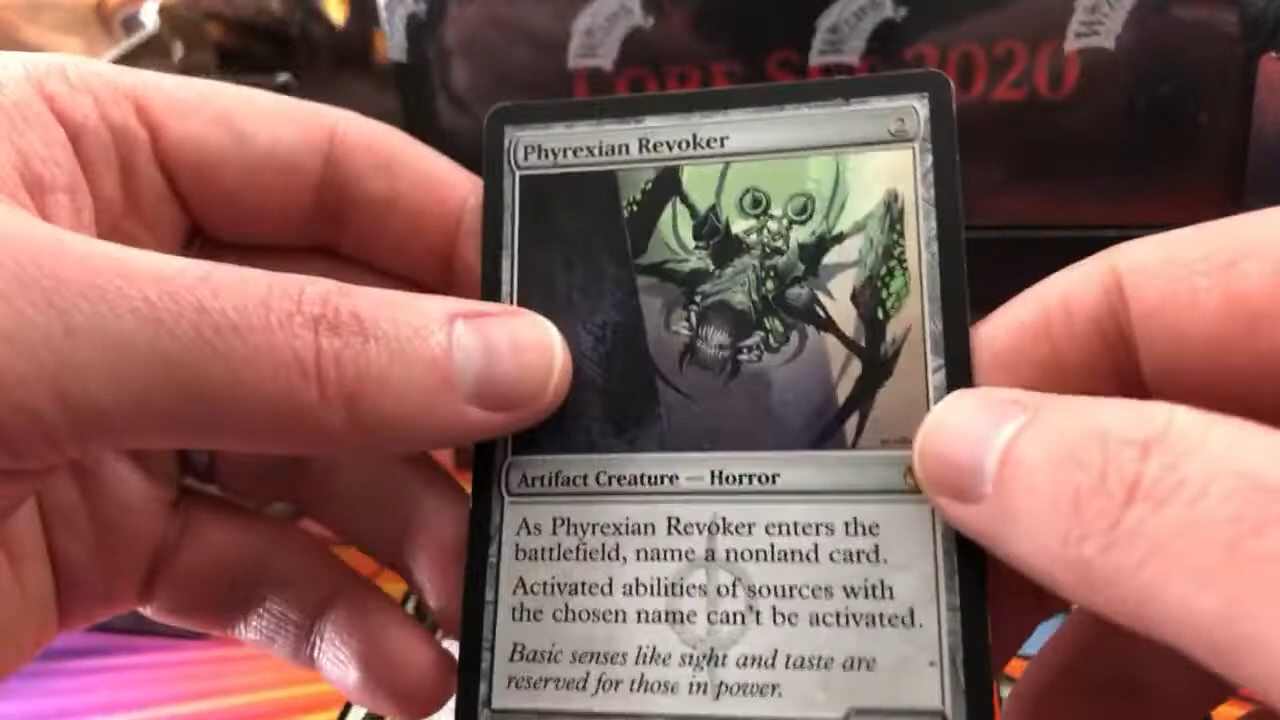 CORE SET 2020
Phyrexian Revoker
2
Artifact Creature — Horror
As Phyrexian Revoker enters the
battlefield, name a nonland card.
Activated abilities of sources with
the chosen name can't be activated.
Basic senses like sight and taste are
reserved for those in power.